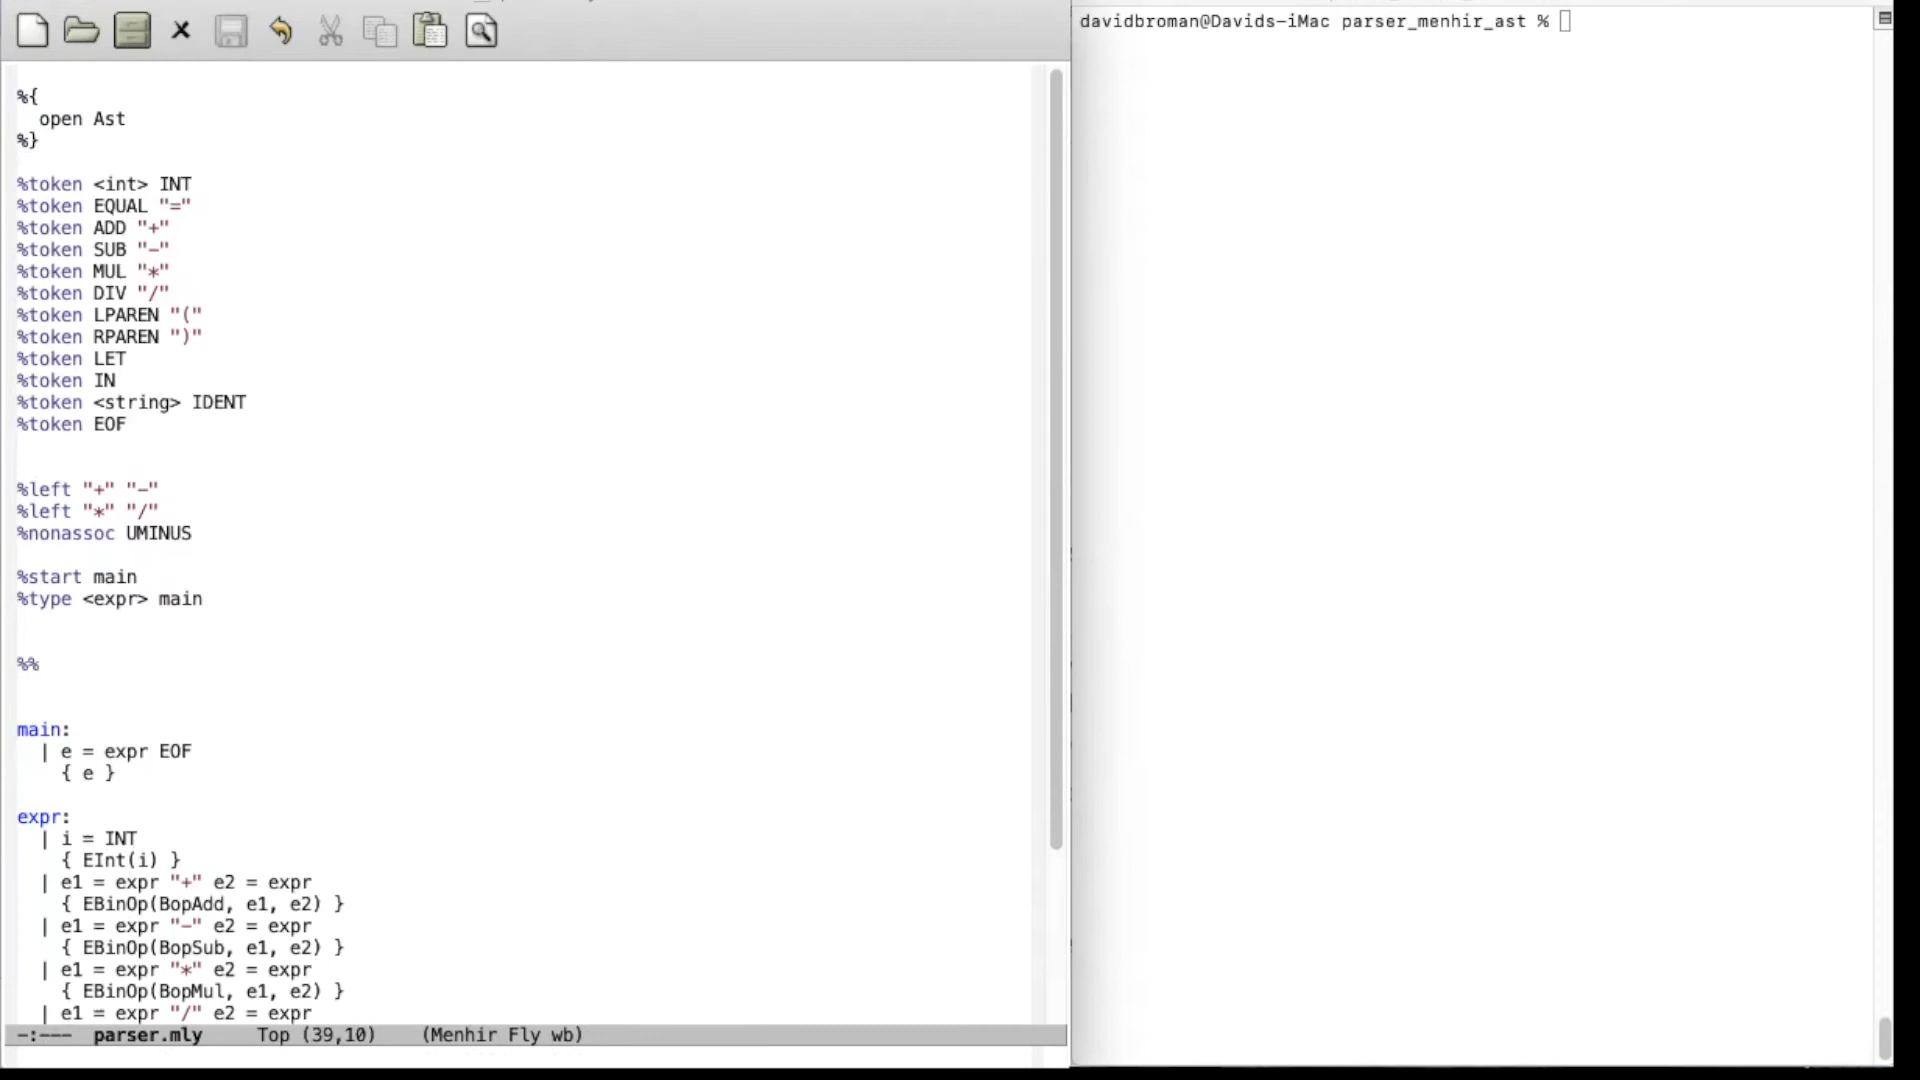 %{
  open Ast
%}

%token <int> INT
%token EQUAL "="
%token ADD "+"
%token SUB "-"
%token MUL "*"
%token DIV "/"
%token LPAREN "("
%token RPAREN ")"
%token LET
%token IN
%token <string> IDENT
%token EOF

%left "+" "-"
%left "*" "/"
%nonassoc UMINUS

%start main
%type <expr> main

%%

main:
  | e = expr EOF
    { e }

expr:
  | i = INT
    { EInt(i) }
  | e1 = expr "+" e2 = expr
    { EBinOp(BopAdd, e1, e2) }
  | e1 = expr "-" e2 = expr
    { EBinOp(BopSub, e1, e2) }
  | e1 = expr "*" e2 = expr
    { EBinOp(BopMul, e1, e2) }
  | e1 = expr "/" e2 = expr
-:--- parser.mly Top (39,10) (Menhir Fly wb)
davidbroman@Davids-iMac parser_menhir_ast %